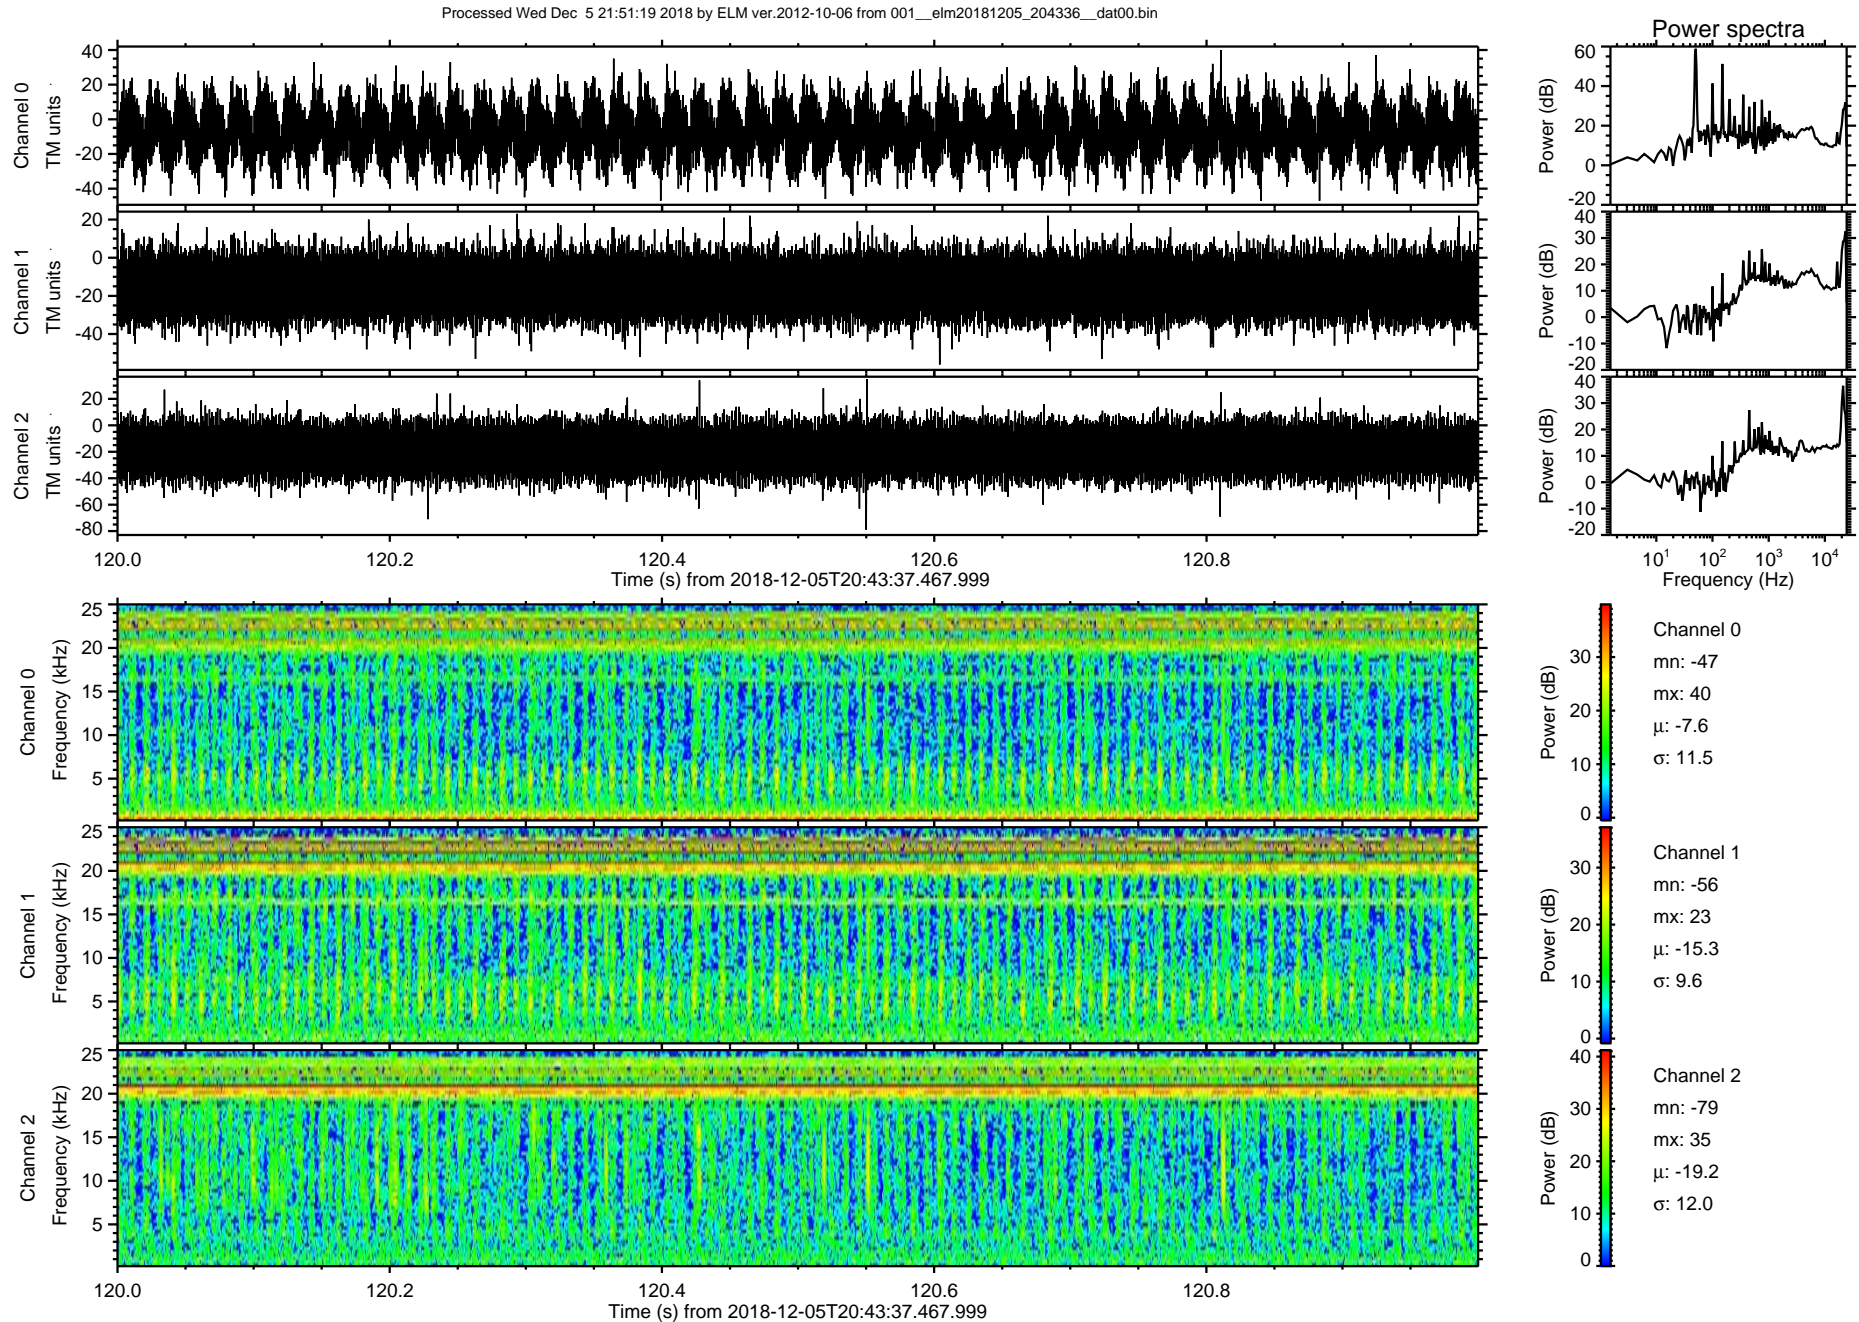 Processed Wed Dec 5 21:51:19 2018 by ELM ver.2012-10-06 from 001__elm20181205_204336__dat00.bin
Power spectra
Channel 0
TM units
40
20
0
-20
-40
Power (dB)
60
40
20
0
-20
Channel 1
TM units
20
0
-20
-40
Power (dB)
40
30
20
10
0
-10
-20
Channel 2
TM units
20
0
-20
-40
-60
-80
Power (dB)
40
30
20
10
0
-10
-20
120.0 120.2 120.4 120.6 120.8
Time (s) from 2018-12-05T20:43:37.467.999
10¹ 10² 10³ 10⁴
Frequency (Hz)
Channel 0
Frequency (kHz)
25
20
15
10
5
Power (dB)
30
20
10
0
Channel 0
mn: -47
mx: 40
μ: -7.6
σ: 11.5
Channel 1
Frequency (kHz)
25
20
15
10
5
Power (dB)
30
20
10
0
Channel 1
mn: -56
mx: 23
μ: -15.3
σ: 9.6
Channel 2
Frequency (kHz)
25
20
15
10
5
Power (dB)
40
30
20
10
0
Channel 2
mn: -79
mx: 35
μ: -19.2
σ: 12.0
120.0 120.2 120.4 120.6 120.8
Time (s) from 2018-12-05T20:43:37.467.999